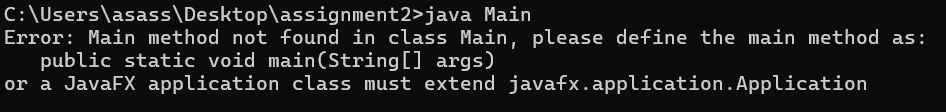 C:\Users\asass\Desktop\assignment2>java Main
Error: Main method not found in class Main, please define the main method as:
   public static void main(String[] args)
or a JavaFX application class must extend javafx.application.Application